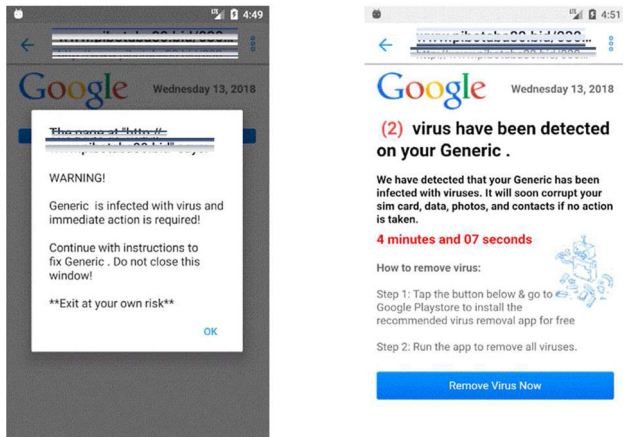 4:49
Google
Wednesday 13, 2018
The page at "http://
WARNING!
Generic is infected with virus and
immediate action is required!
Continue with instructions to
fix Generic . Do not close this
window!
**Exit at your own risk**
OK
4:51
Google
Wednesday 13, 2018
(2) virus have been detected
on your Generic .
We have detected that your Generic has been
infected with viruses. It will soon corrupt your
sim card, data, photos, and contacts if no action
is taken.
4 minutes and 07 seconds
How to remove virus:
Step 1: Tap the button below & go to
Google Playstore to install the
recommended virus removal app for free
Step 2: Run the app to remove all viruses.
Remove Virus Now